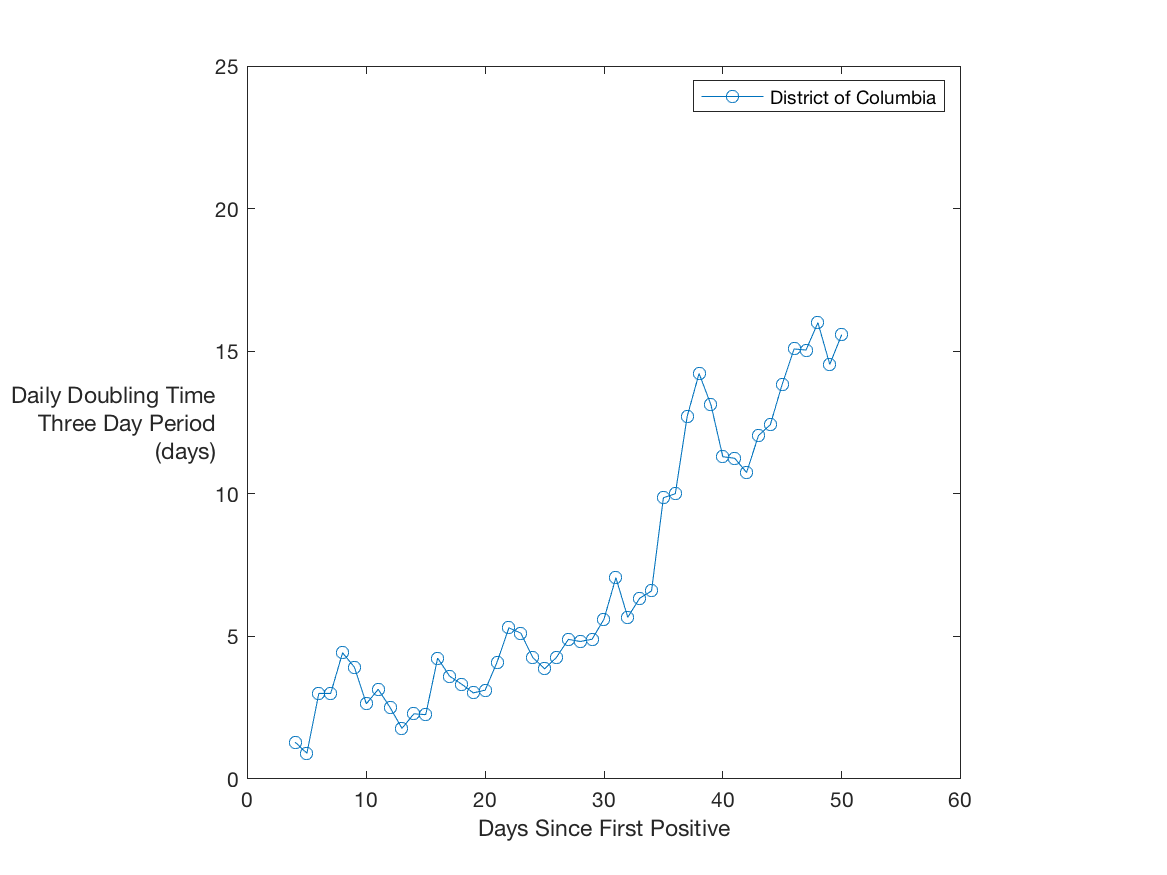 25
District of Columbia
20
15
Daily Doubling Time
Three Day Period
(days)
10
5
0
0 10 20 30 40 50 60
Days Since First Positive